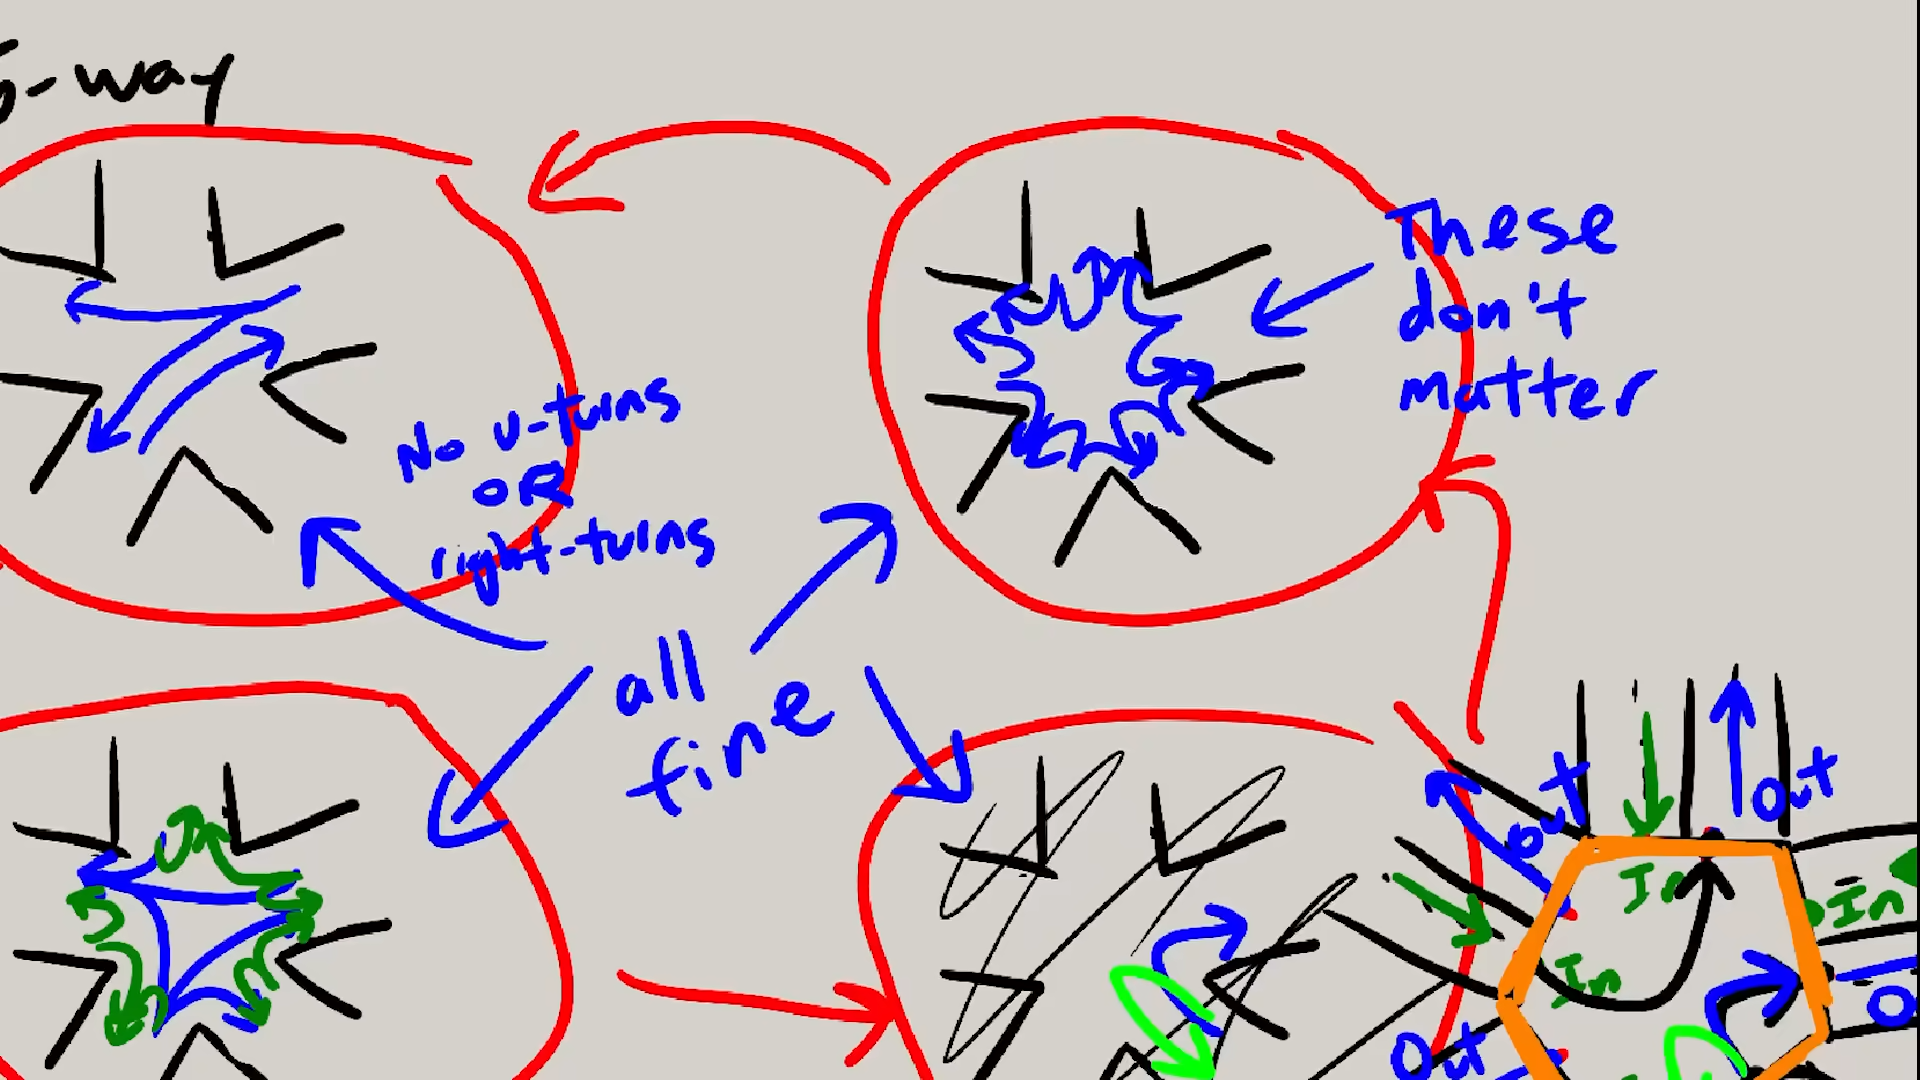 -way
These
don't
matter
No U-turns
OR
right-turns
all
fine
out
out
In
In
In
Out
O